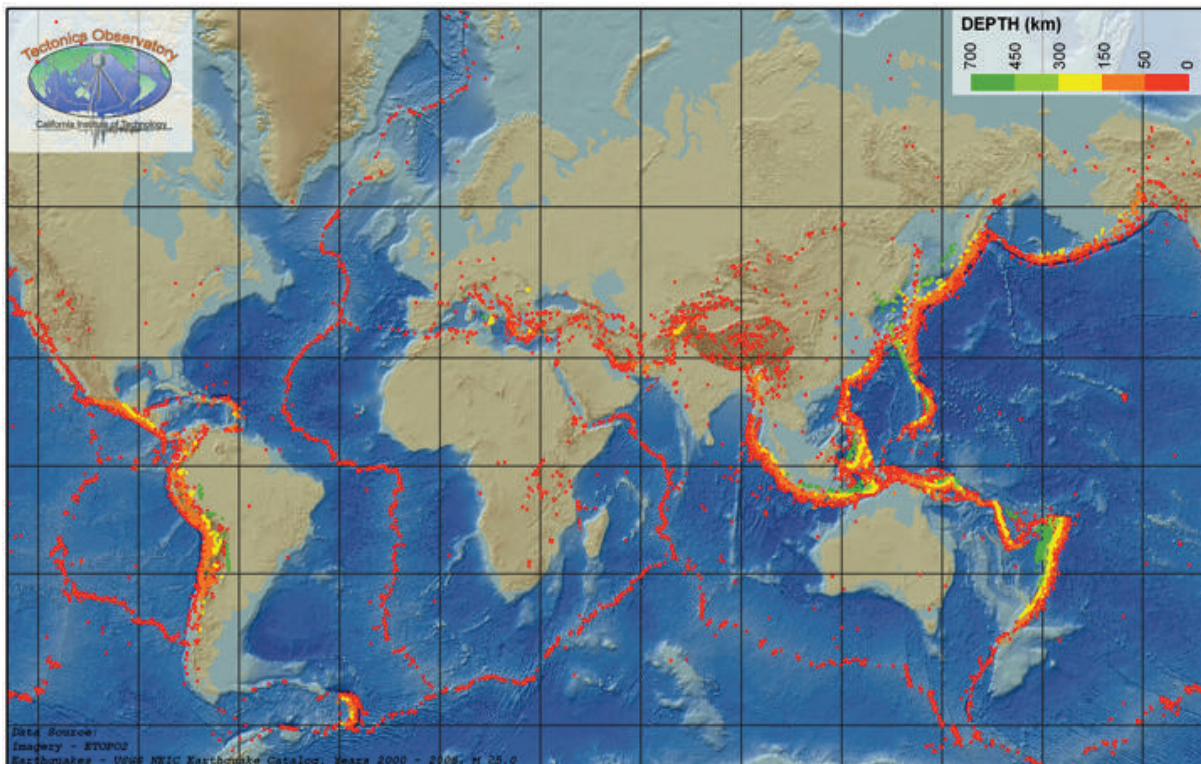 Tectonics Observatory
California Institute of Technology
DEPTH (km)
700 450 300 150 50 0
Data Source:
Imagery - ETOPO2
Earthquakes - USGS NEIC Earthquake Catalog, Years 2000 - 2008, M ≥5.0